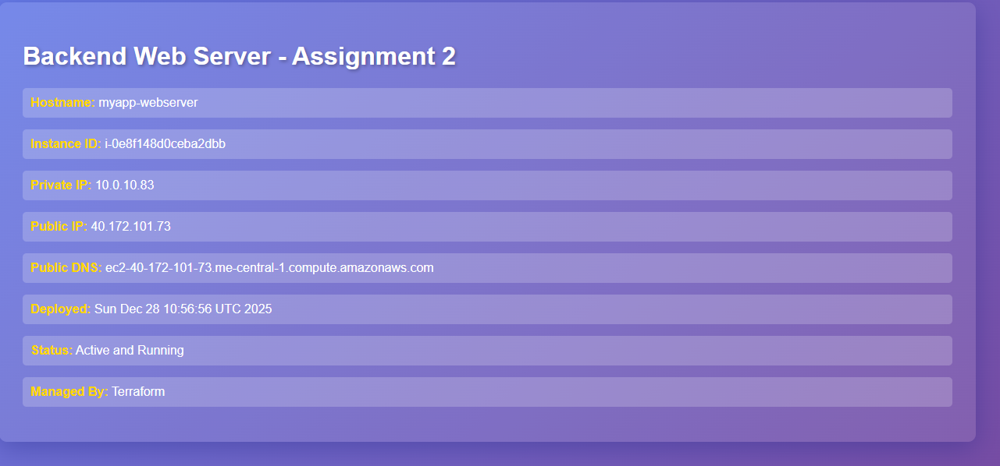 Backend Web Server - Assignment 2
Hostname: myapp-webserver
Instance ID: i-0e8f148d0ceba2dbb
Private IP: 10.0.10.83
Public IP: 40.172.101.73
Public DNS: ec2-40-172-101-73.me-central-1.compute.amazonaws.com
Deployed: Sun Dec 28 10:56:56 UTC 2025
Status: Active and Running
Managed By: Terraform